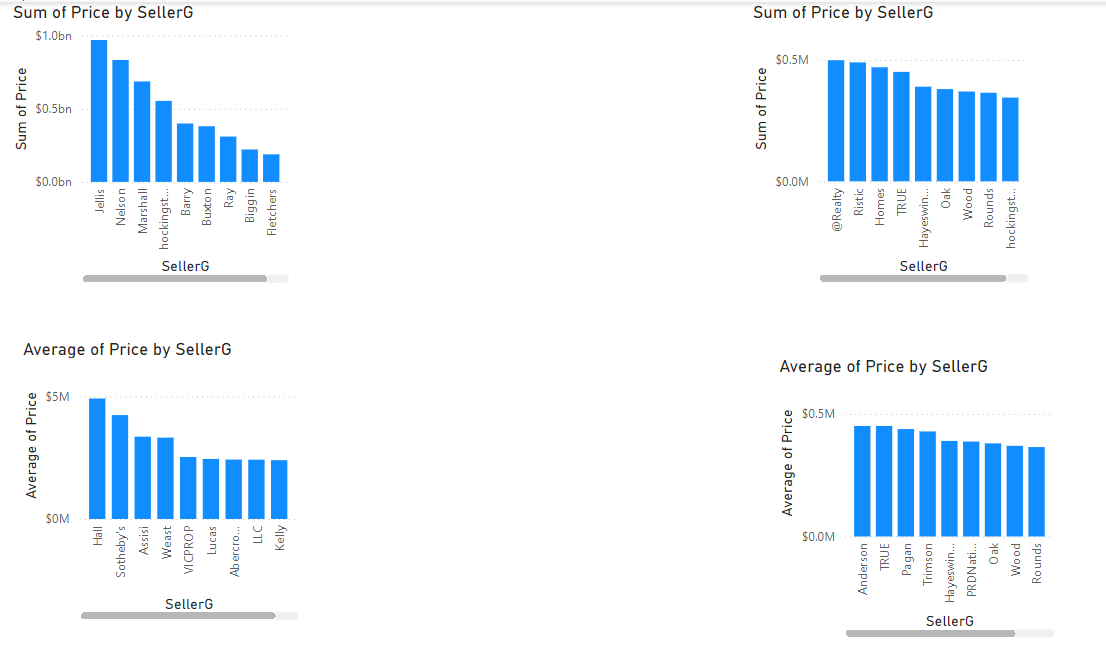 Sum of Price by SellerG
$1.0bn
$0.5bn
$0.0bn
Sum of Price
Jellis
Nelson
Marshall
hockingst...
Barry
Buxton
Ray
Biggin
Fletchers
SellerG
Sum of Price by SellerG
$0.5M
$0.0M
Sum of Price
@Realty
Ristic
Homes
TRUE
Hayeswin...
Oak
Wood
Rounds
hockingst...
SellerG
Average of Price by SellerG
$5M
$0M
Average of Price
Hall
Sotheby's
Assisi
Weast
VICPROP
Lucas
Abercro...
LLC
Kelly
SellerG
Average of Price by SellerG
$0.5M
$0.0M
Average of Price
Anderson
TRUE
Pagan
Trimson
Hayeswin...
PRDNati...
Oak
Wood
Rounds
SellerG